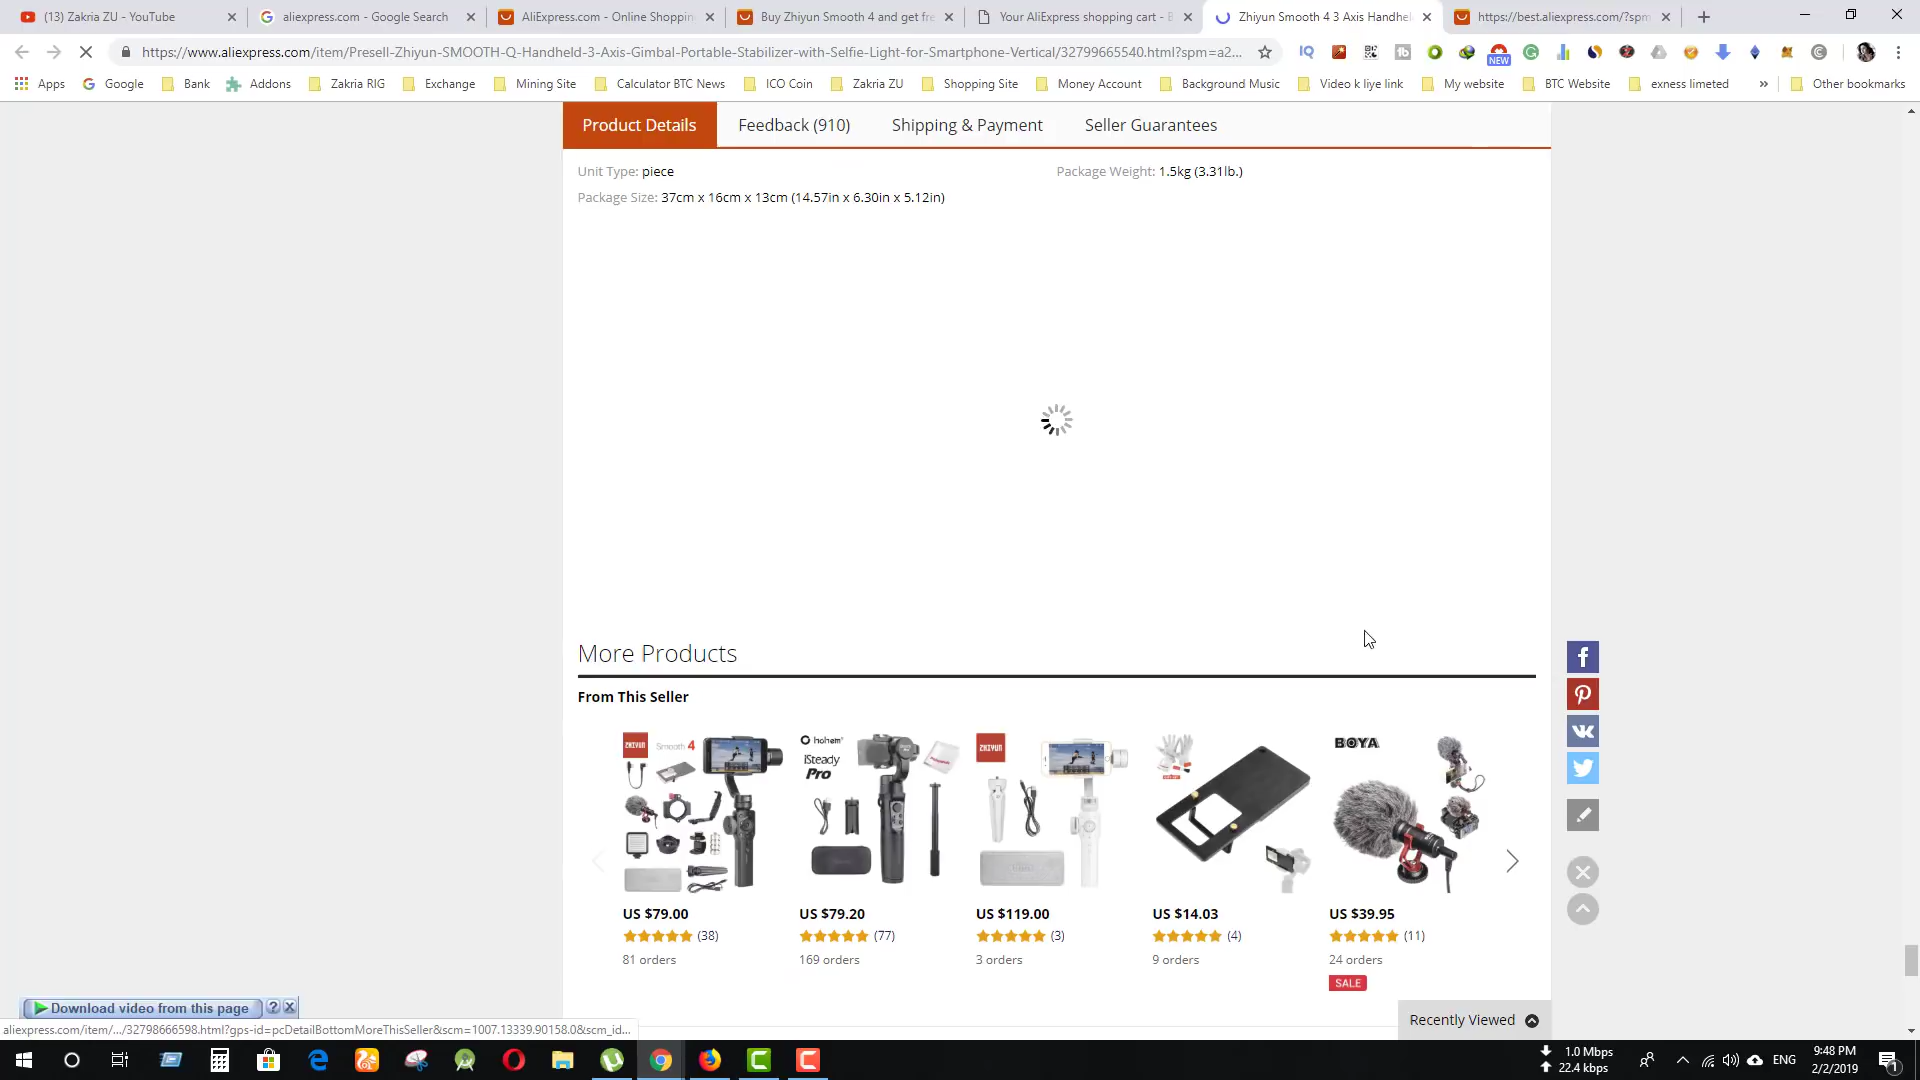 (13) Zakria ZU - YouTube
aliexpress.com - Google Search
AliExpress.com - Online Shoppin
Buy Zhiyun Smooth 4 and get fre
Your AliExpress shopping cart - B
Zhiyun Smooth 4 3 Axis Handhel
https://best.aliexpress.com/?spm
https://www.aliexpress.com/item/Presell-Zhiyun-SMOOTH-Q-Handheld-3-Axis-Gimbal-Portable-Stabilizer-with-Selfie-Light-for-Smartphone-Vertical/32799665540.html?spm=a2...
NEW
Apps Google Bank Addons Zakria RIG Exchange Mining Site Calculator BTC News ICO Coin Zakria ZU Shopping Site Money Account Background Music Video k liye link My website BTC Website exness limeted » Other bookmarks
Product Details Feedback (910) Shipping & Payment Seller Guarantees
Unit Type: piece Package Weight: 1.5kg (3.31lb.)
Package Size: 37cm x 16cm x 13cm (14.57in x 6.30in x 5.12in)
More Products
From This Seller
ZHIYUN Smooth 4
hohem
iSteady
Pro
ZHIYUN
BOYA
US $79.00 US $79.20 US $119.00 US $14.03 US $39.95
(38) (77) (3) (4) (11)
81 orders 169 orders 3 orders 9 orders 24 orders
SALE
Download video from this page ?
Recently Viewed
aliexpress.com/item/.../32798666598.html?gps-id=pcDetailBottomMoreThisSeller&scm=1007.13339.90158.0&scm_id...
1.0 Mbps
22.4 kbps
ENG
9:48 PM
2/2/2019
1